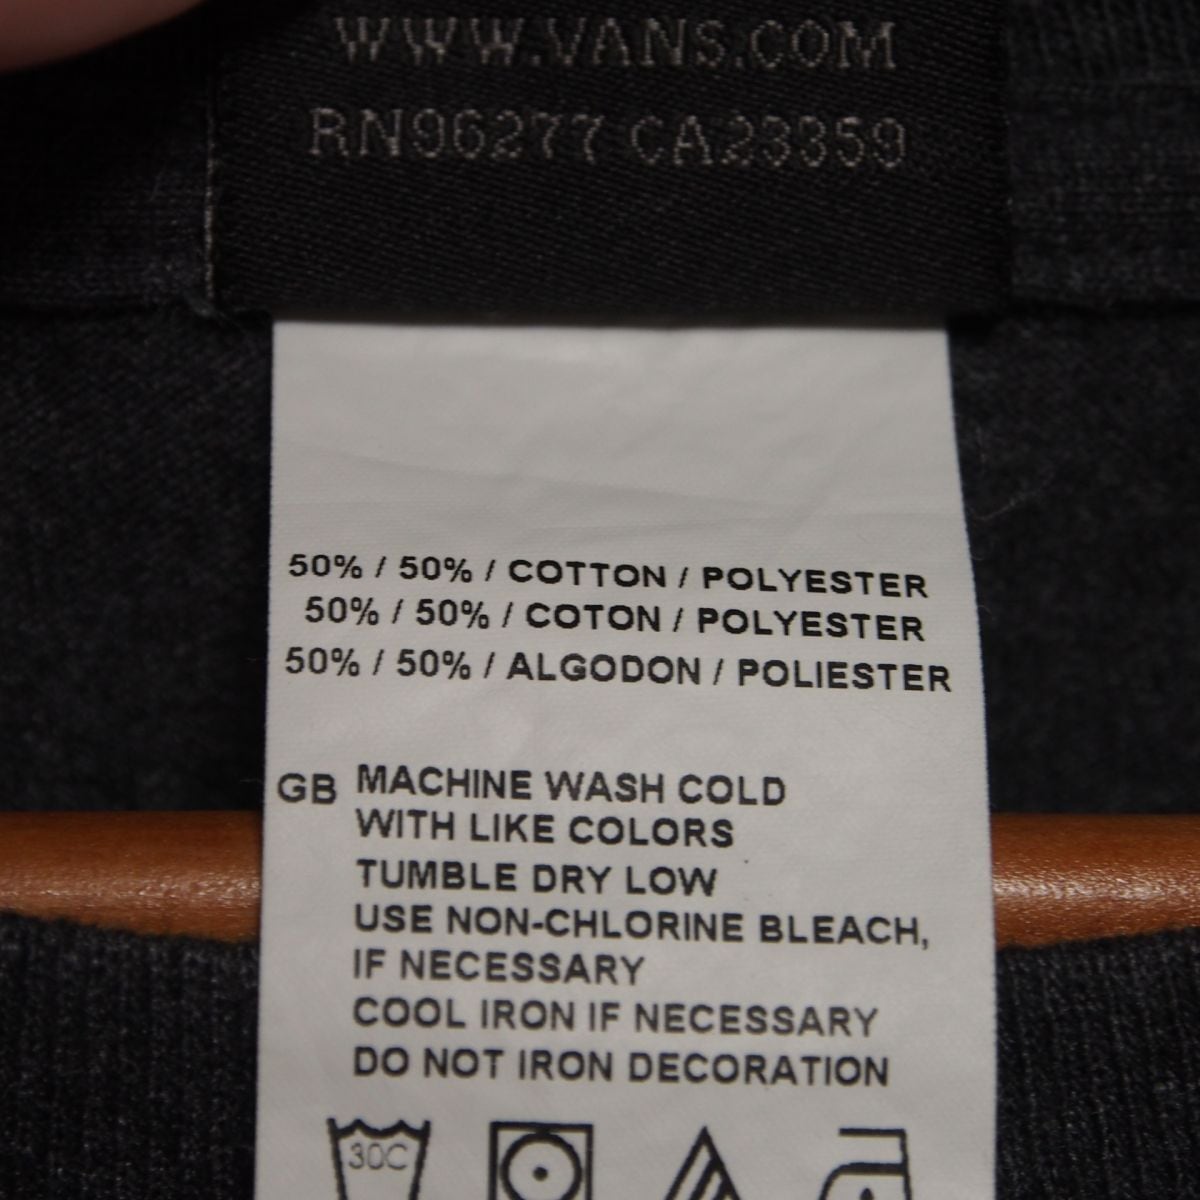 WWW.VANS.COM
RN96277 CA23359
50% / 50% / COTTON / POLYESTER
50% / 50% / COTON / POLYESTER
50% / 50% / ALGODON / POLIESTER
GB MACHINE WASH COLD
WITH LIKE COLORS
TUMBLE DRY LOW
USE NON-CHLORINE BLEACH,
IF NECESSARY
COOL IRON IF NECESSARY
DO NOT IRON DECORATION
30C